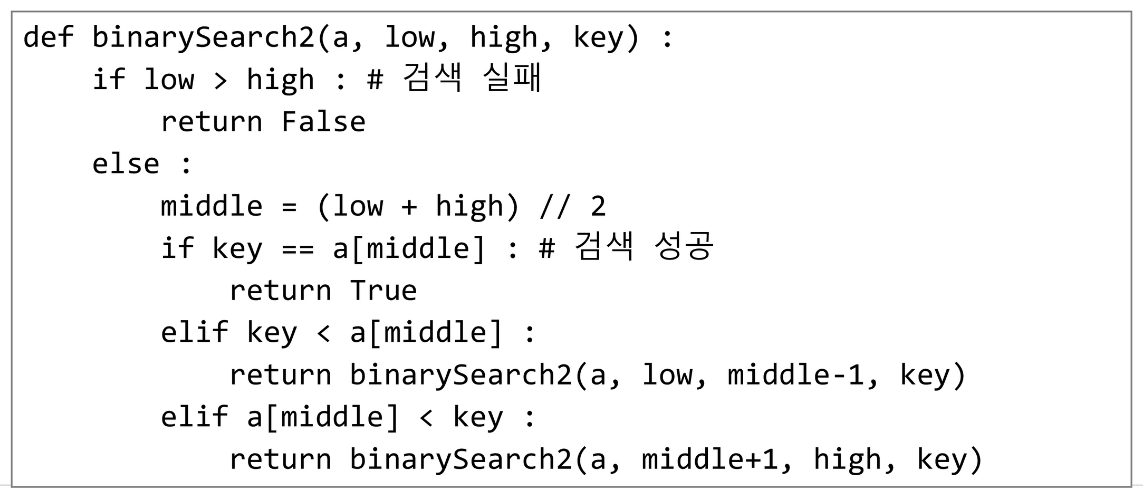 def binarySearch2(a, low, high, key) :
    if low > high : # 검색 실패
        return False
    else :
        middle = (low + high) // 2
        if key == a[middle] : # 검색 성공
            return True
        elif key < a[middle] :
            return binarySearch2(a, low, middle-1, key)
        elif a[middle] < key :
            return binarySearch2(a, middle+1, high, key)